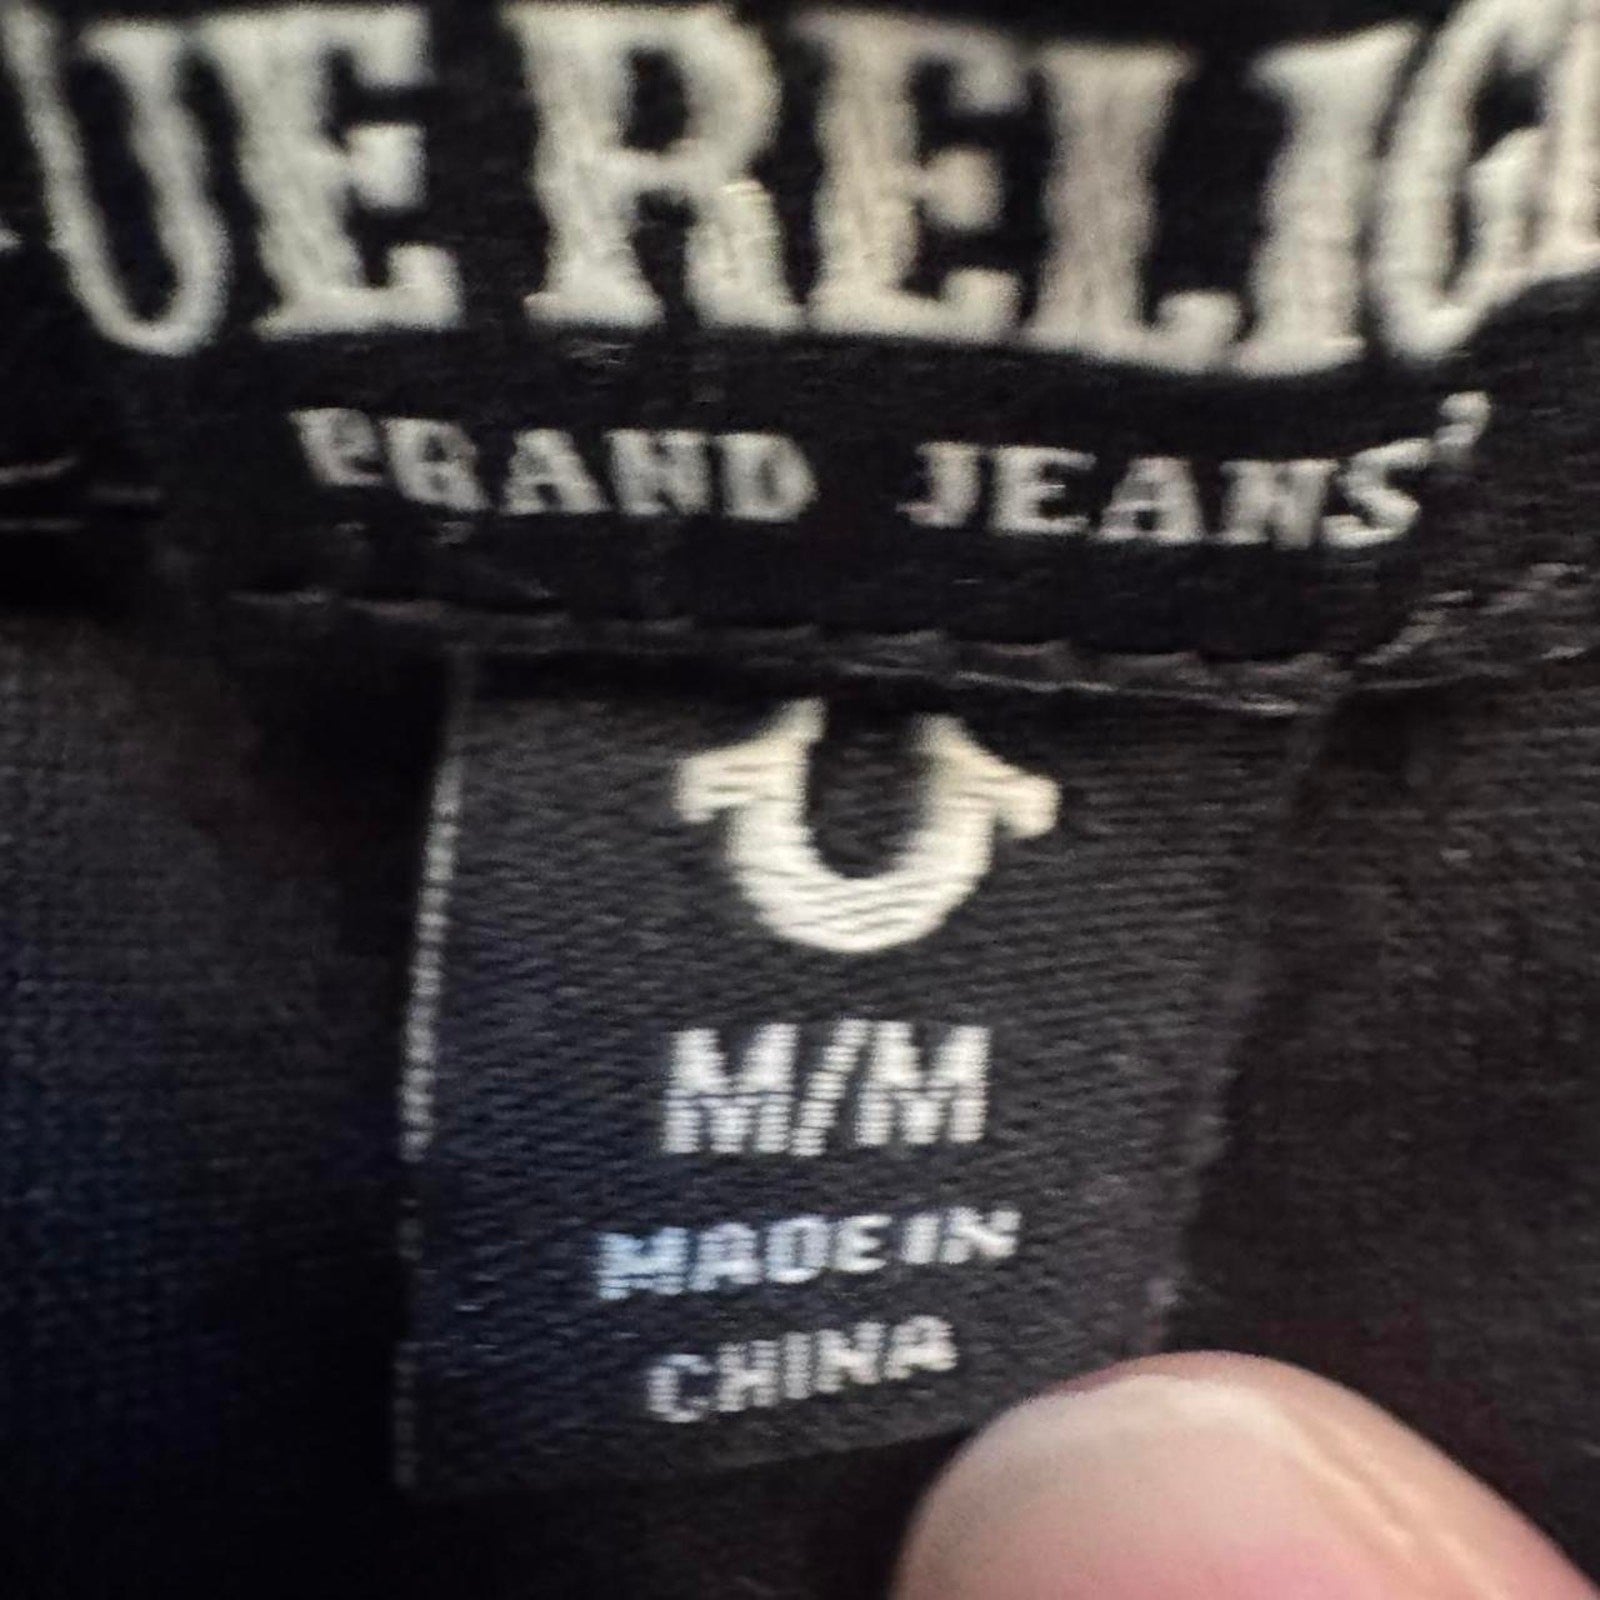 UE RELIG
BRAND JEANS
M/M
MADE IN
CHINA